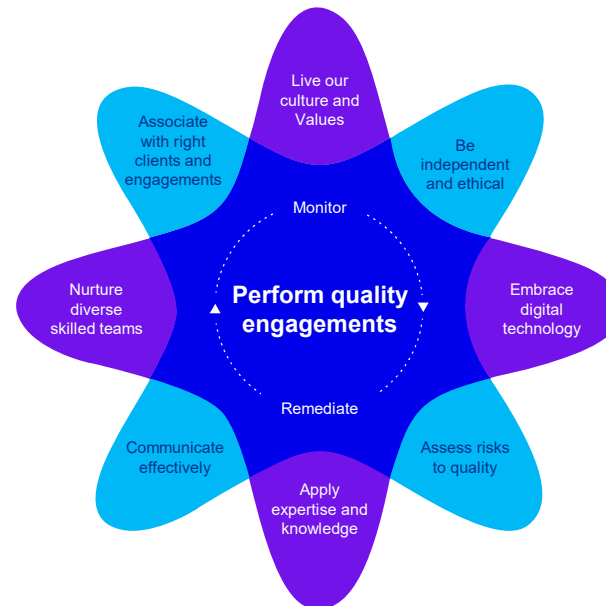 Live our
culture and
Values
Be
independent
and ethical
Embrace
digital
technology
Assess risks
to quality
Apply
expertise and
knowledge
Communicate
effectively
Nurture
diverse
skilled teams
Associate
with right
clients and
engagements
Monitor
Perform quality
engagements
Remediate